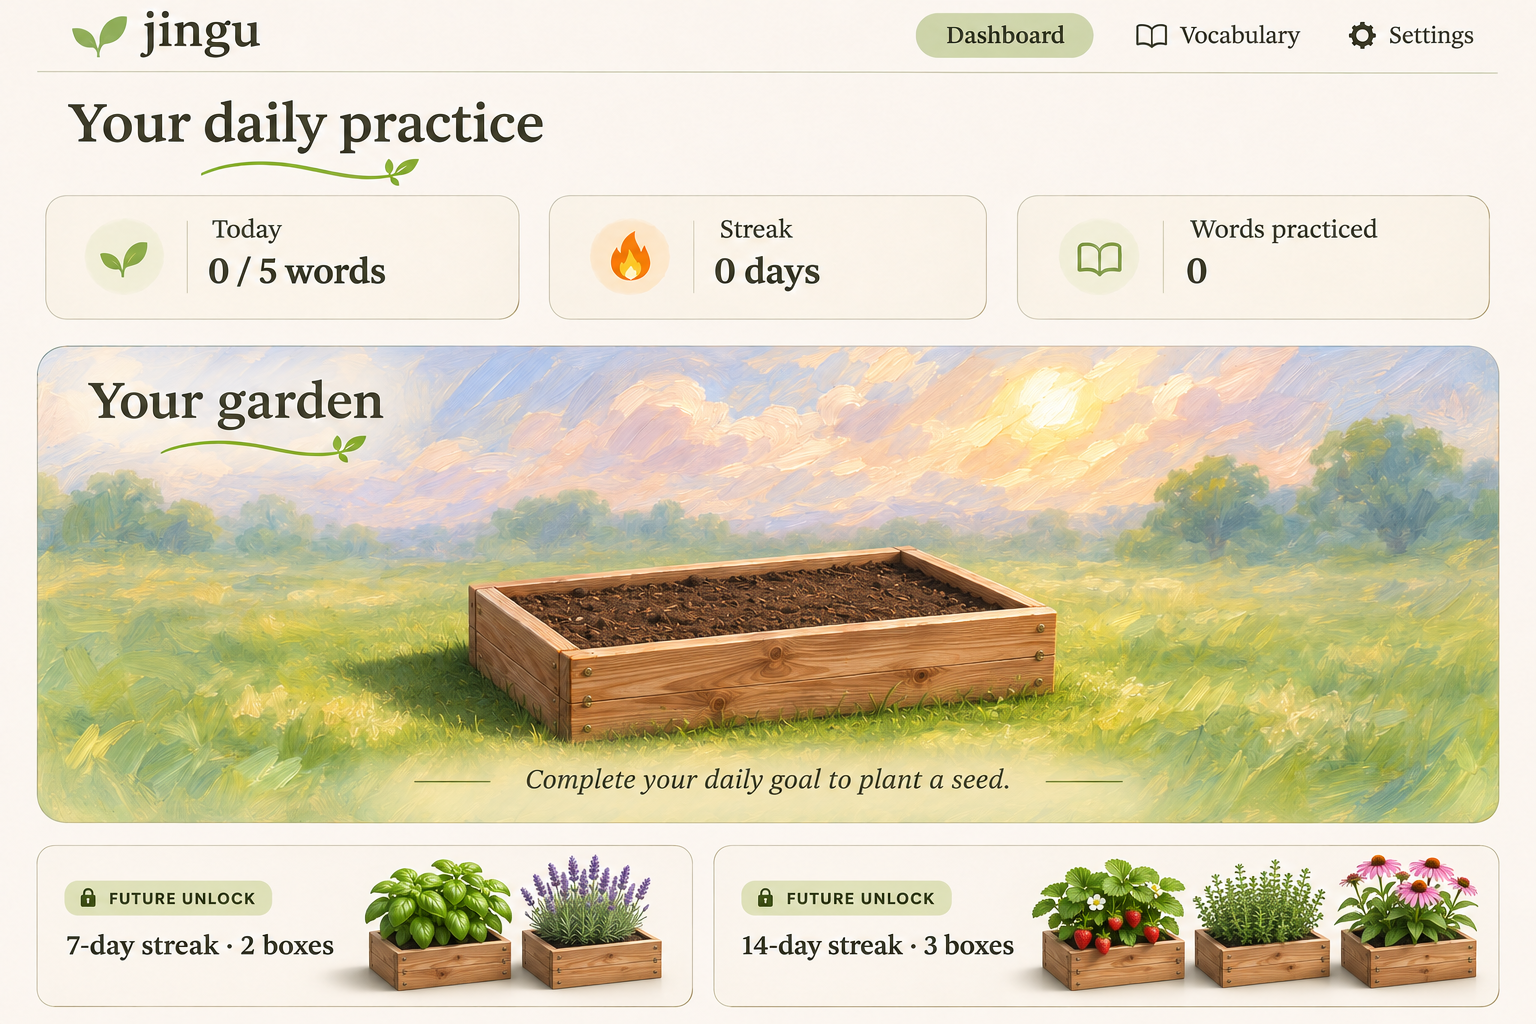 jingu
Dashboard
Vocabulary
Settings
Your daily practice
Today
0 / 5 words
Streak
0 days
Words practiced
0
Your garden
Complete your daily goal to plant a seed.
FUTURE UNLOCK
7-day streak · 2 boxes
FUTURE UNLOCK
14-day streak · 3 boxes